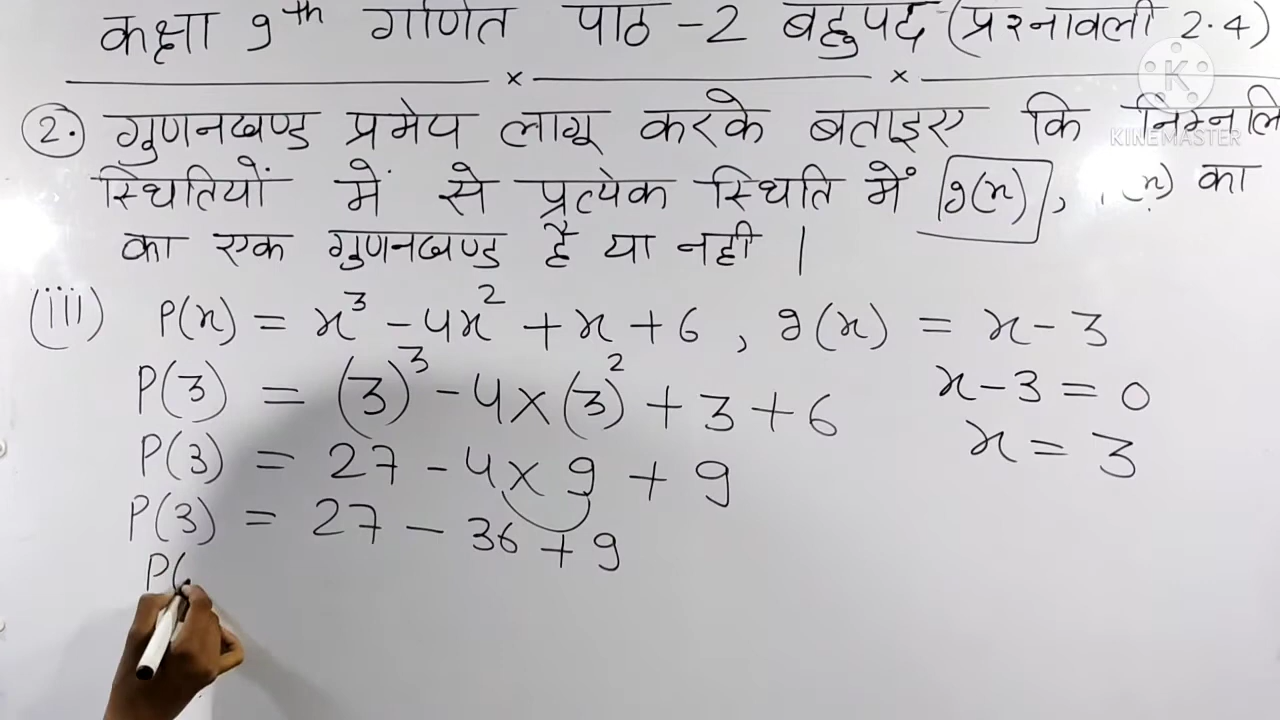 कक्षा 9th गणित पाठ -2 बहुपद (प्रश्नावली 2.4)
2. गुणनखण्ड प्रमेय लागू करके बताइए कि
KINEMASTER
स्थितियों में से प्रत्येक स्थिति में g(x), (x) का
का एक गुणनखण्ड है या नही |
(iii) P(x) = x³ - 4x² + x + 6, g(x) = x - 3
P(3) = (3)³ - 4 × (3)² + 3 + 6 x - 3 = 0
P(3) = 27 - 4 × 9 + 9 x = 3
P(3) = 27 - 36 + 9
P(